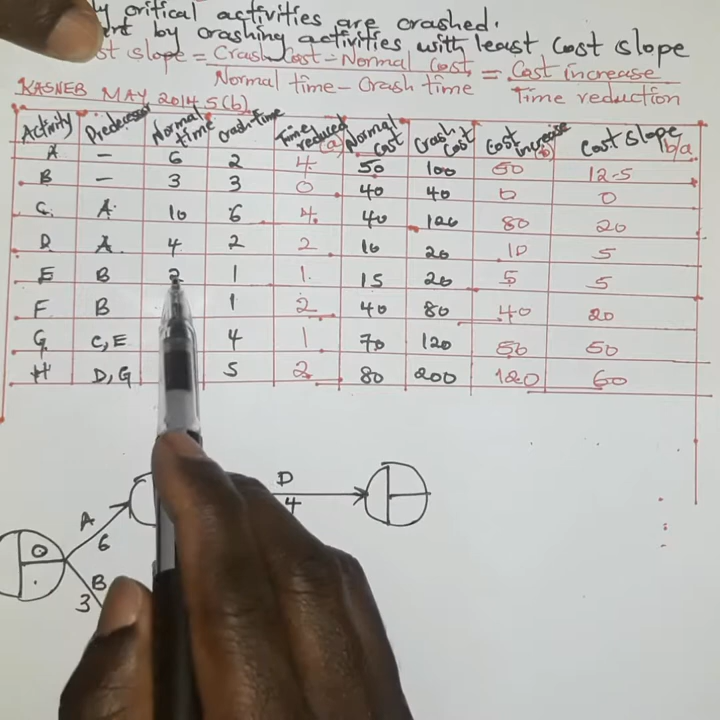 critical activities are crashed.
by crashing activities with least cost slope
slope = Crash Cost - Normal Cost = Cost increase
Normal time - Crash time Time reduction
KASNEB MAY 2014 5(b)
Activity Predecessor Normal time Crash time Time reduced (a) Normal cost Crash cost Cost increase (b) Cost slope b/a
A - 6 2 4 50 100 50 12.5
B - 3 3 0 40 40 0 0
C A 10 6 4 40 120 80 20
D A 4 2 2 10 20 10 5
E B 2 1 1 15 20 5 5
F B 1 2 40 80 40 20
G C,E 4 1 70 120 50 50
H D,G 5 2 80 200 120 60
D
4
A
6
0
B
3